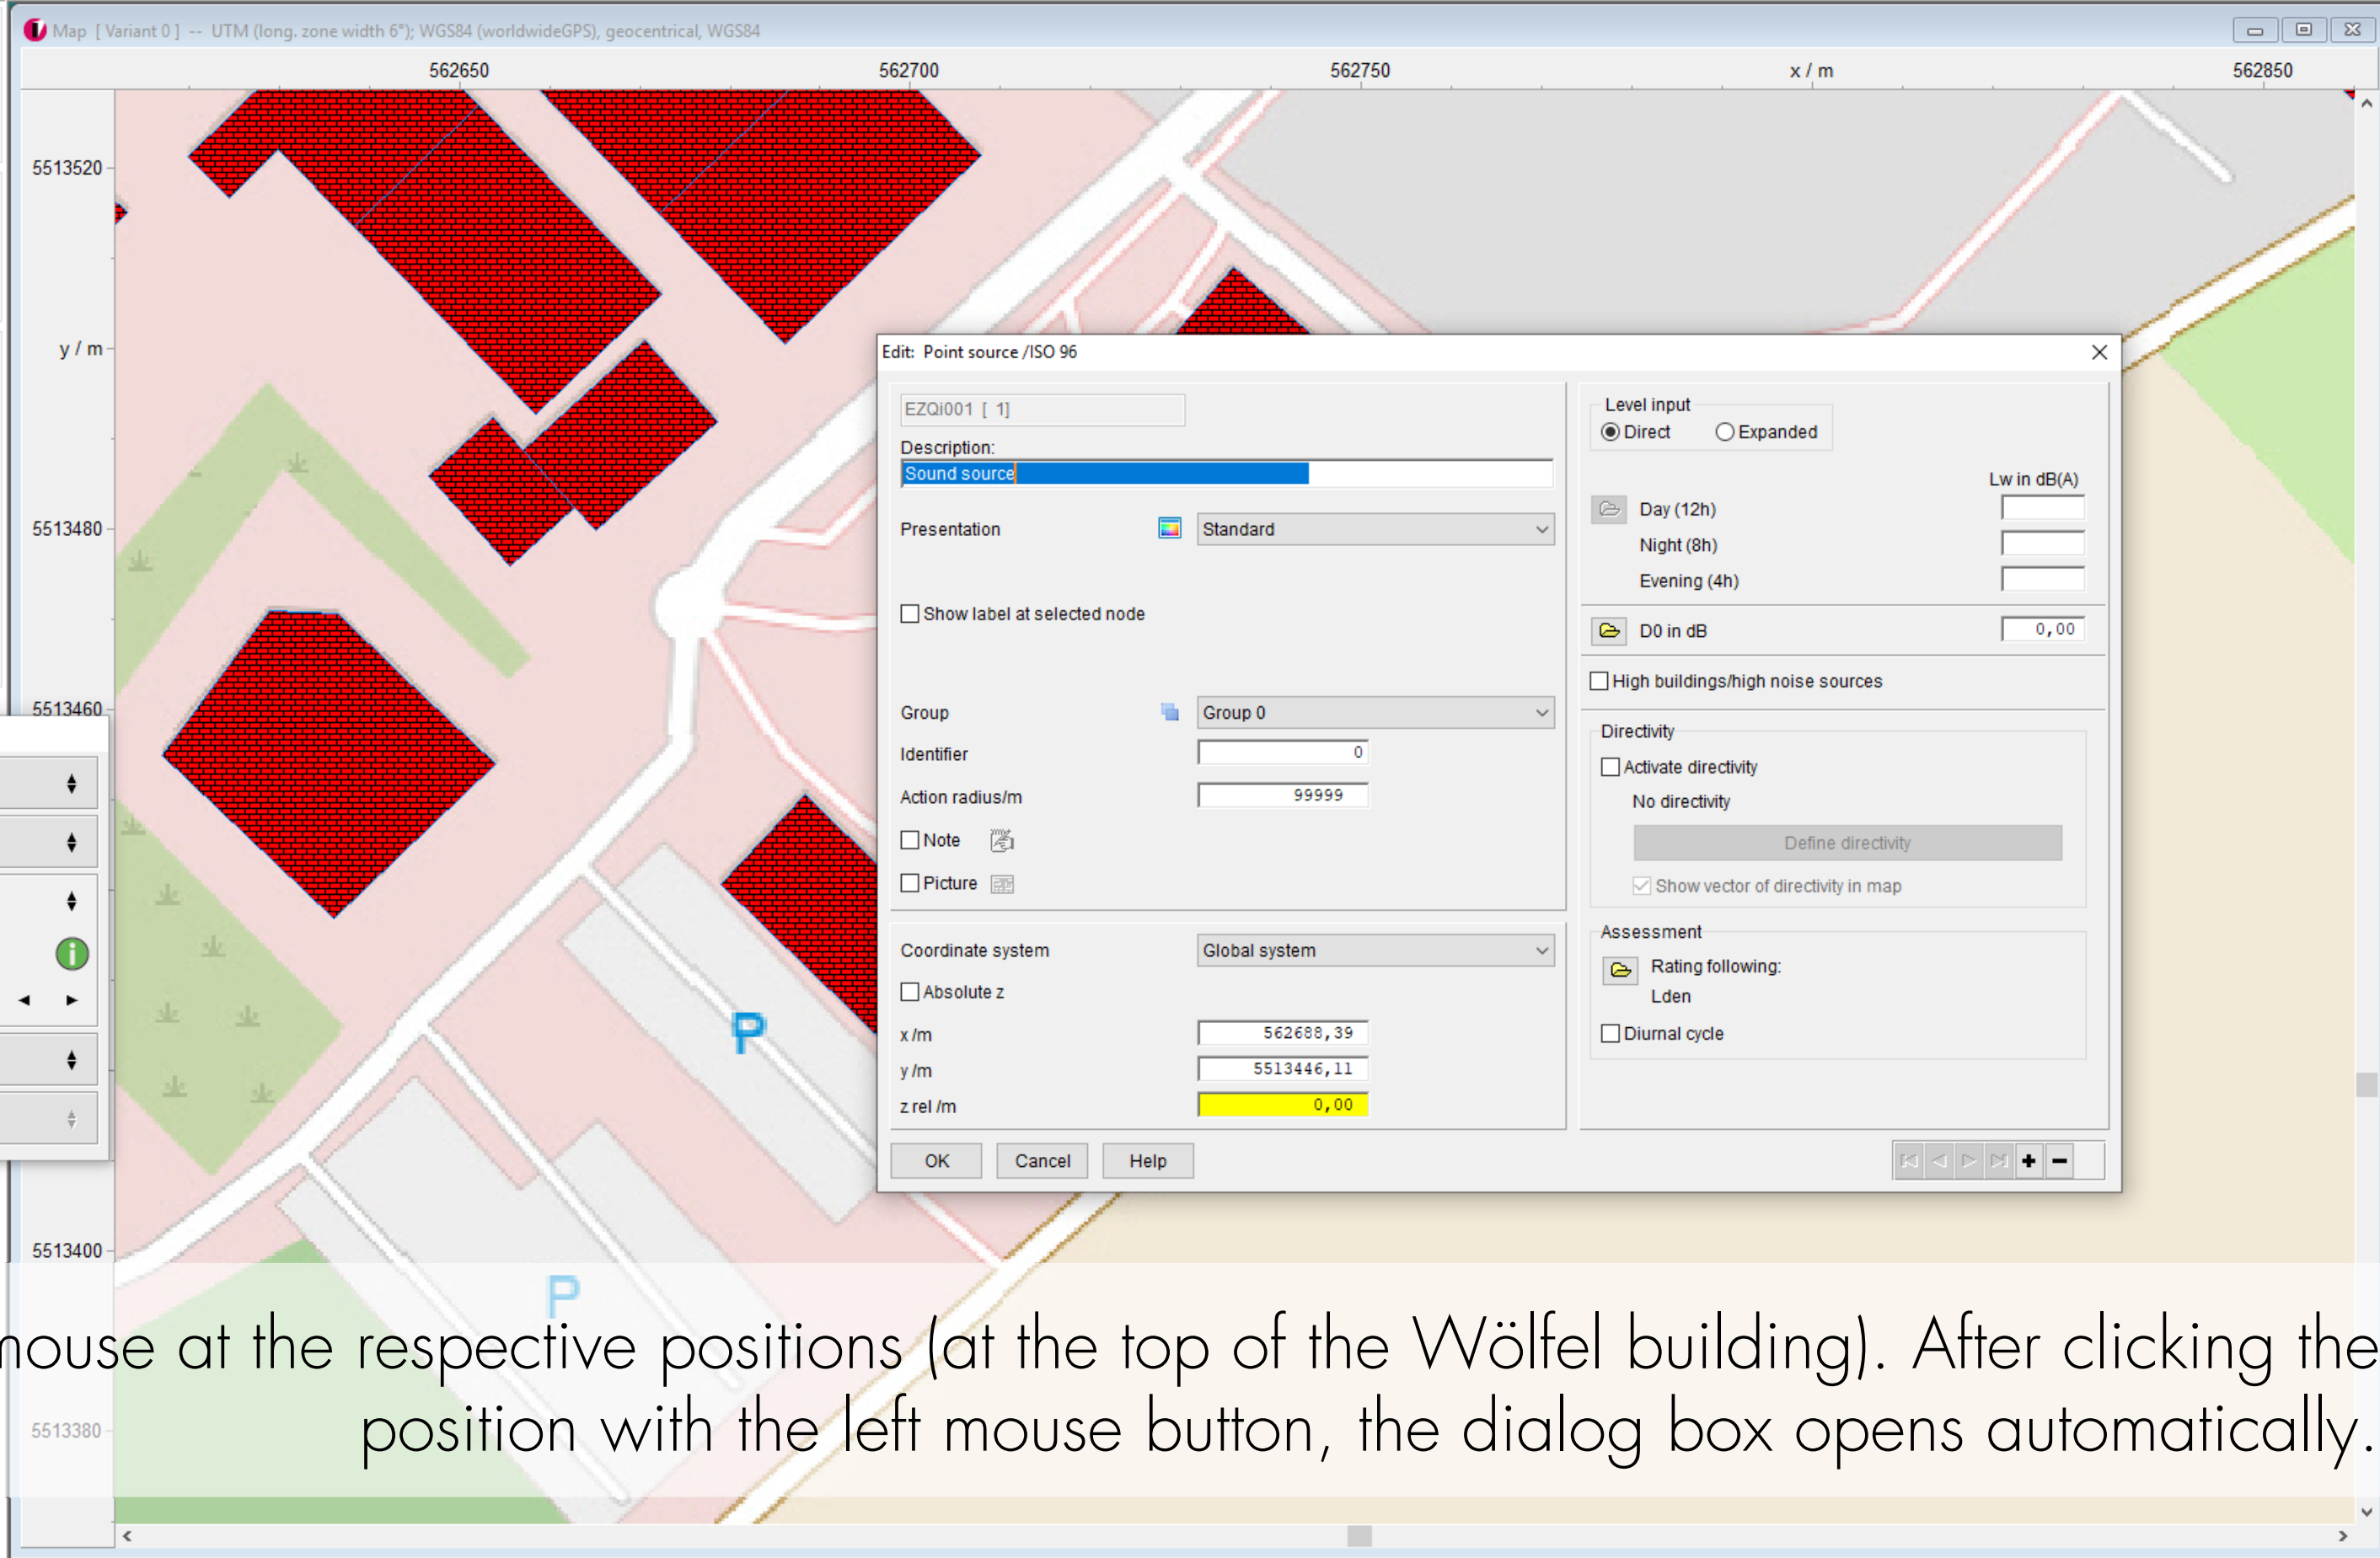 Map [ Variant 0 ] -- UTM (long. zone width 6°); WGS84 (worldwideGPS), geocentrical, WGS84
562650 562700 562750 x / m 562850
5513520
y / m
5513480
5513460
5513400
5513380
P
P
Edit: Point source /ISO 96
EZQi001 [ 1]
Description:
Sound source
Presentation Standard
Show label at selected node
Group Group 0
Identifier 0
Action radius/m 99999
Note
Picture
Coordinate system Global system
Absolute z
x /m 562688,39
y /m 5513446,11
z rel /m 0,00
OK Cancel Help
Level input
Direct Expanded
Lw in dB(A)
Day (12h)
Night (8h)
Evening (4h)
D0 in dB 0,00
High buildings/high noise sources
Directivity
Activate directivity
No directivity
Define directivity
Show vector of directivity in map
Assessment
Rating following:
Lden
Diurnal cycle
mouse at the respective positions (at the top of the Wölfel building). After clicking the
position with the left mouse button, the dialog box opens automatically.